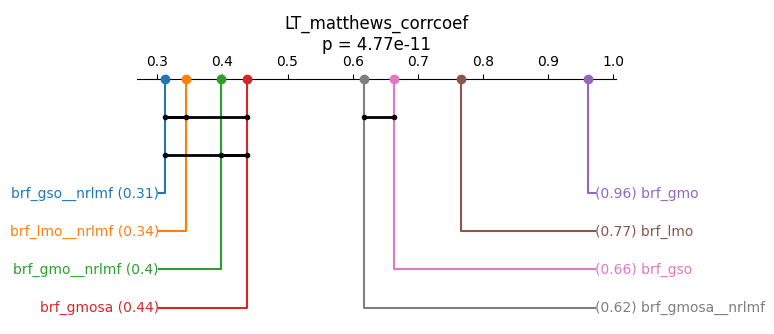 LT_matthews_corrcoef
p = 4.77e-11
0.3 0.4 0.5 0.6 0.7 0.8 0.9 1.0
brf_gso__nrlmf (0.31) (0.96) brf_gmo
brf_lmo__nrlmf (0.34) (0.77) brf_lmo
brf_gmo__nrlmf (0.4) (0.66) brf_gso
brf_gmosa (0.44) (0.62) brf_gmosa__nrlmf